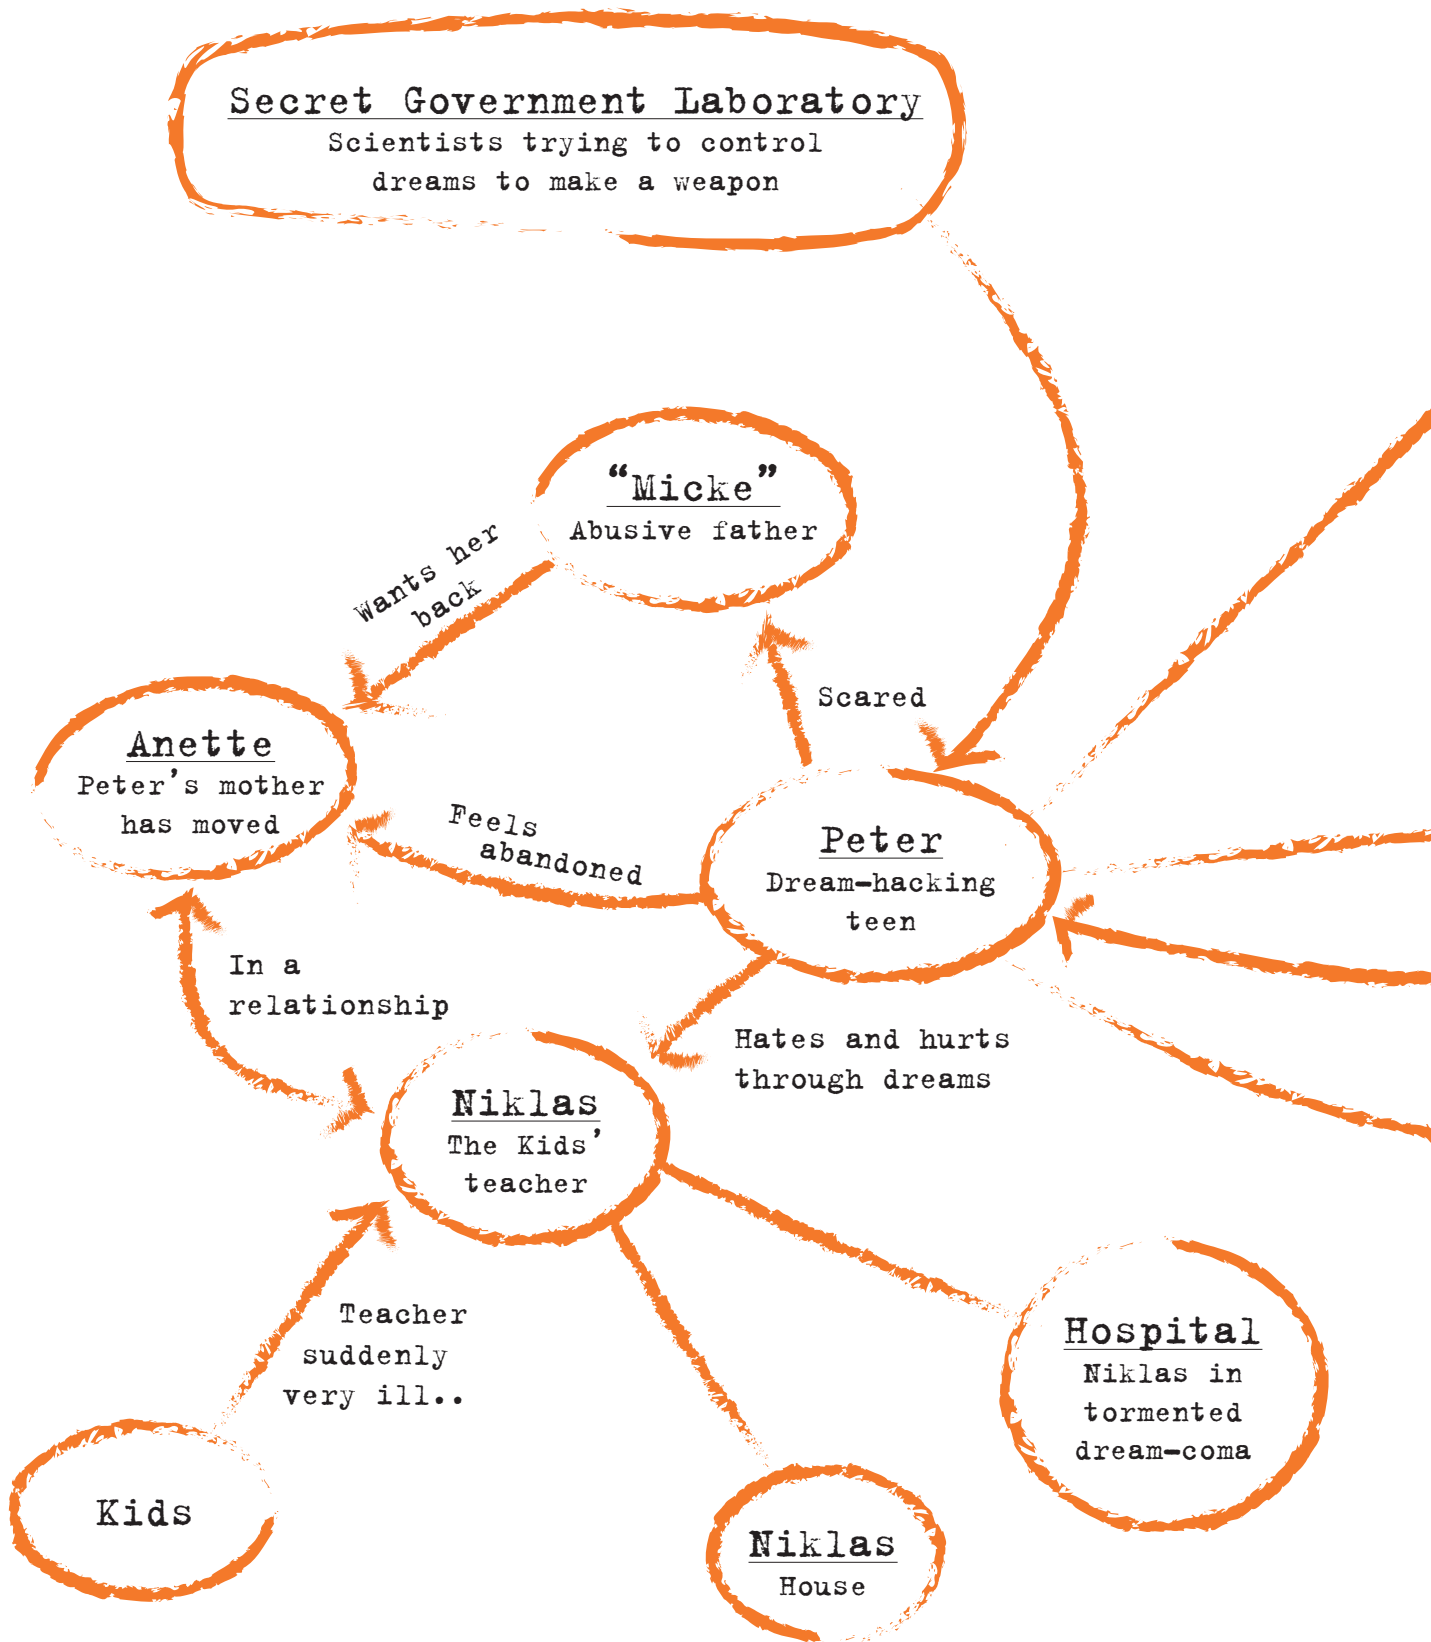 Secret Government Laboratory
Scientists trying to control
dreams to make a weapon
“Micke”
Abusive father
Wants her
back
Scared
Anette
Peter’s mother
has moved
Feels
abandoned
Peter
Dream-hacking
teen
In a
relationship
Hates and hurts
through dreams
Niklas
The Kids’
teacher
Teacher
suddenly
very ill..
Hospital
Niklas in
tormented
dream-coma
Kids
Niklas
House